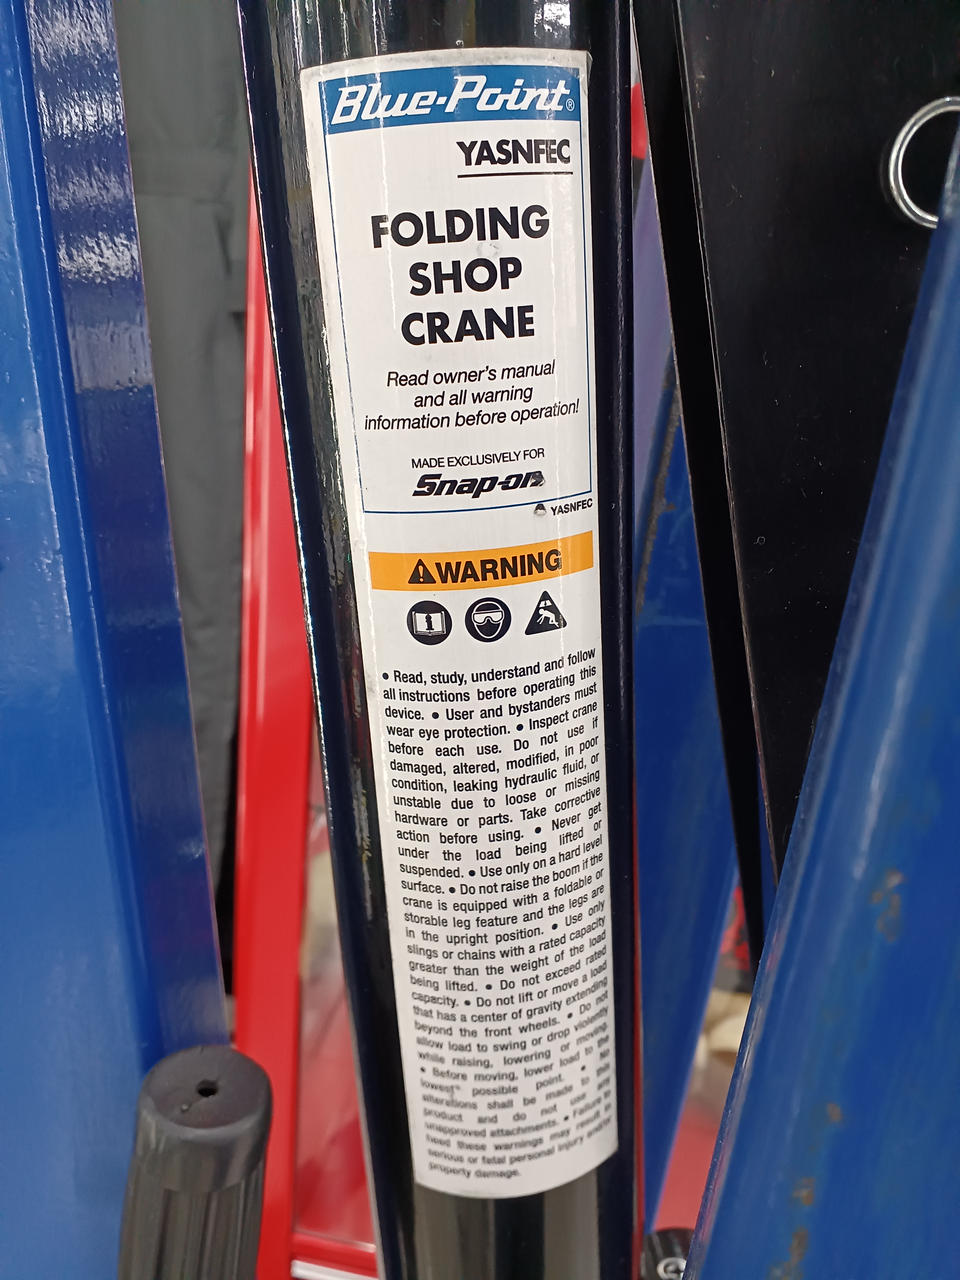 Blue-Point®
YASNFEC
FOLDING
SHOP
CRANE
Read owner's manual
and all warning
information before operation!
MADE EXCLUSIVELY FOR
Snap-on
YASNFEC
WARNING
• Read, study, understand and follow
all instructions before operating this
device. • User and bystanders must
wear eye protection. • Inspect crane
before each use. Do not use if
damaged, altered, modified, in poor
condition, leaking hydraulic fluid, or
unstable due to loose or missing
hardware or parts. Take corrective
action before using. • Never get
under the load being lifted or
suspended. • Use only on a hard level
surface. • Do not raise the boom if the
crane is equipped with a foldable or
storable leg feature and the legs are
in the upright position. • Use only
slings or chains with a rated capacity
greater than the weight of the load
being lifted. • Do not exceed rated
capacity. • Do not lift or move a load
that has a center of gravity extending
beyond the front wheels. • Do not
allow load to swing or drop violently
while raising, lowering or moving.
• Before moving, lower load to the
lowest possible point. • No
alterations shall be made to this
product and do not use any
unapproved attachments. • Failure to
heed these warnings may result in
serious or fatal personal injury and/or
property damage.